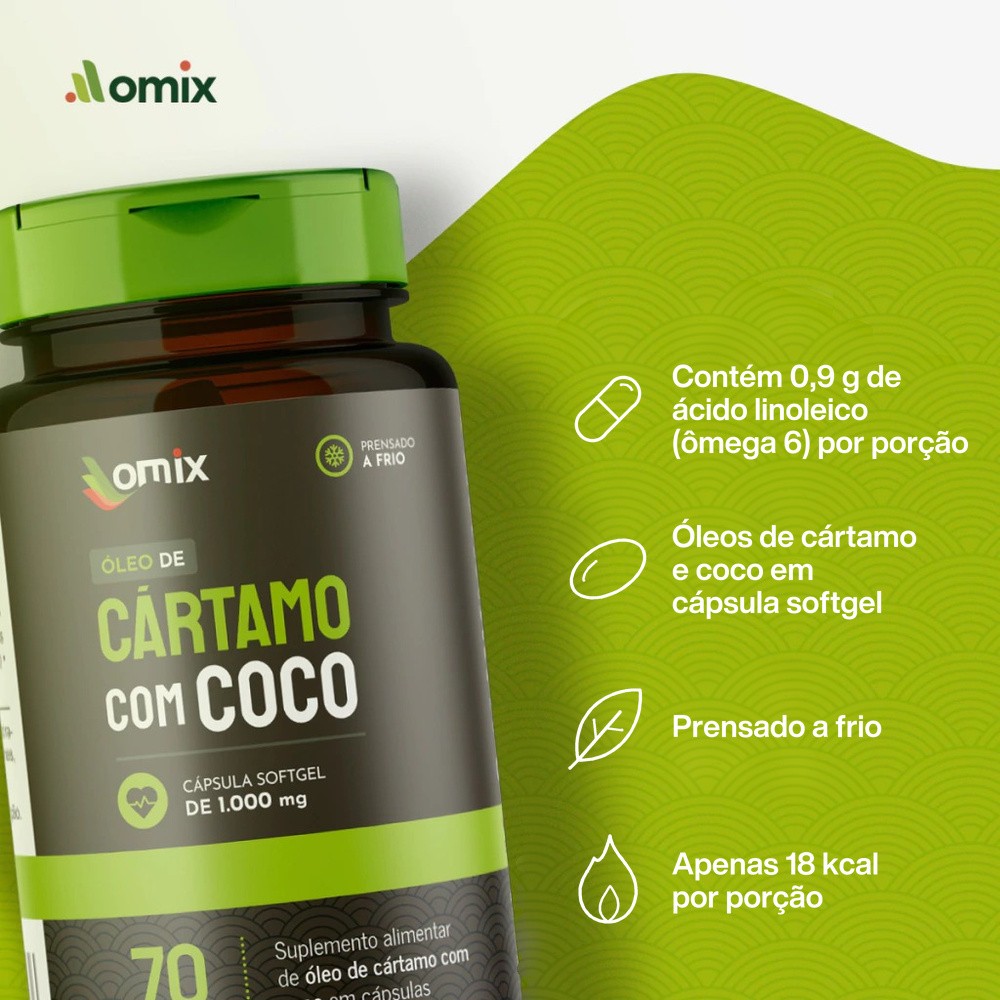 omix
omix
PRENSADO
A FRIO
ÓLEO DE
CÁRTAMO
COM COCO
CÁPSULA SOFTGEL
DE 1.000 mg
70
Suplemento alimentar
de óleo de cártamo com
em cápsulas
Contém 0,9 g de
ácido linoleico
(ômega 6) por porção
Óleos de cártamo
e coco em
cápsula softgel
Prensado a frio
Apenas 18 kcal
por porção